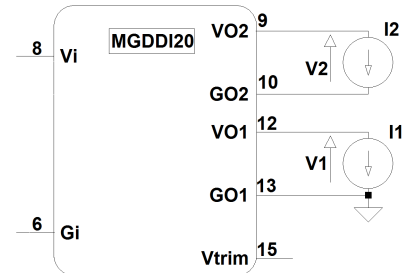 MGDDI20
8 Vi
6 Gi
VO2 9
V2
I2
GO2 10
VO1 12
V1
I1
GO1 13
Vtrim 15